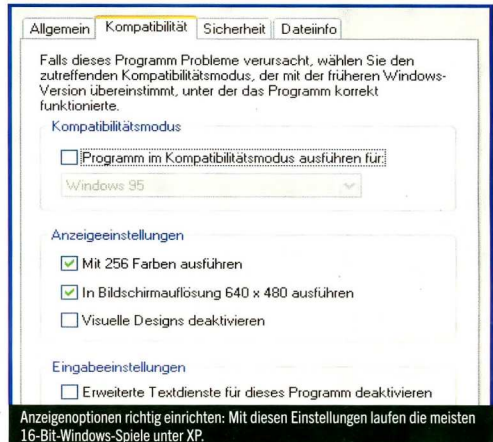 Allgemein Kompatibilität Sicherheit Dateiinfo
Falls dieses Programm Probleme verursacht, wählen Sie den
zutreffenden Kompatibilitätsmodus, der mit der früheren Windows-
Version übereinstimmt, unter der das Programm korrekt
funktionierte.
Kompatibilitätsmodus
Programm im Kompatibilitätsmodus ausführen für:
Windows 95
Anzeigeeinstellungen
Mit 256 Farben ausführen
In Bildschirmauflösung 640 x 480 ausführen
Visuelle Designs deaktivieren
Eingabeeinstellungen
Erweiterte Textdienste für dieses Programm deaktivieren
Anzeigenoptionen richtig einrichten: Mit diesen Einstellungen laufen die meisten
16-Bit-Windows-Spiele unter XP.